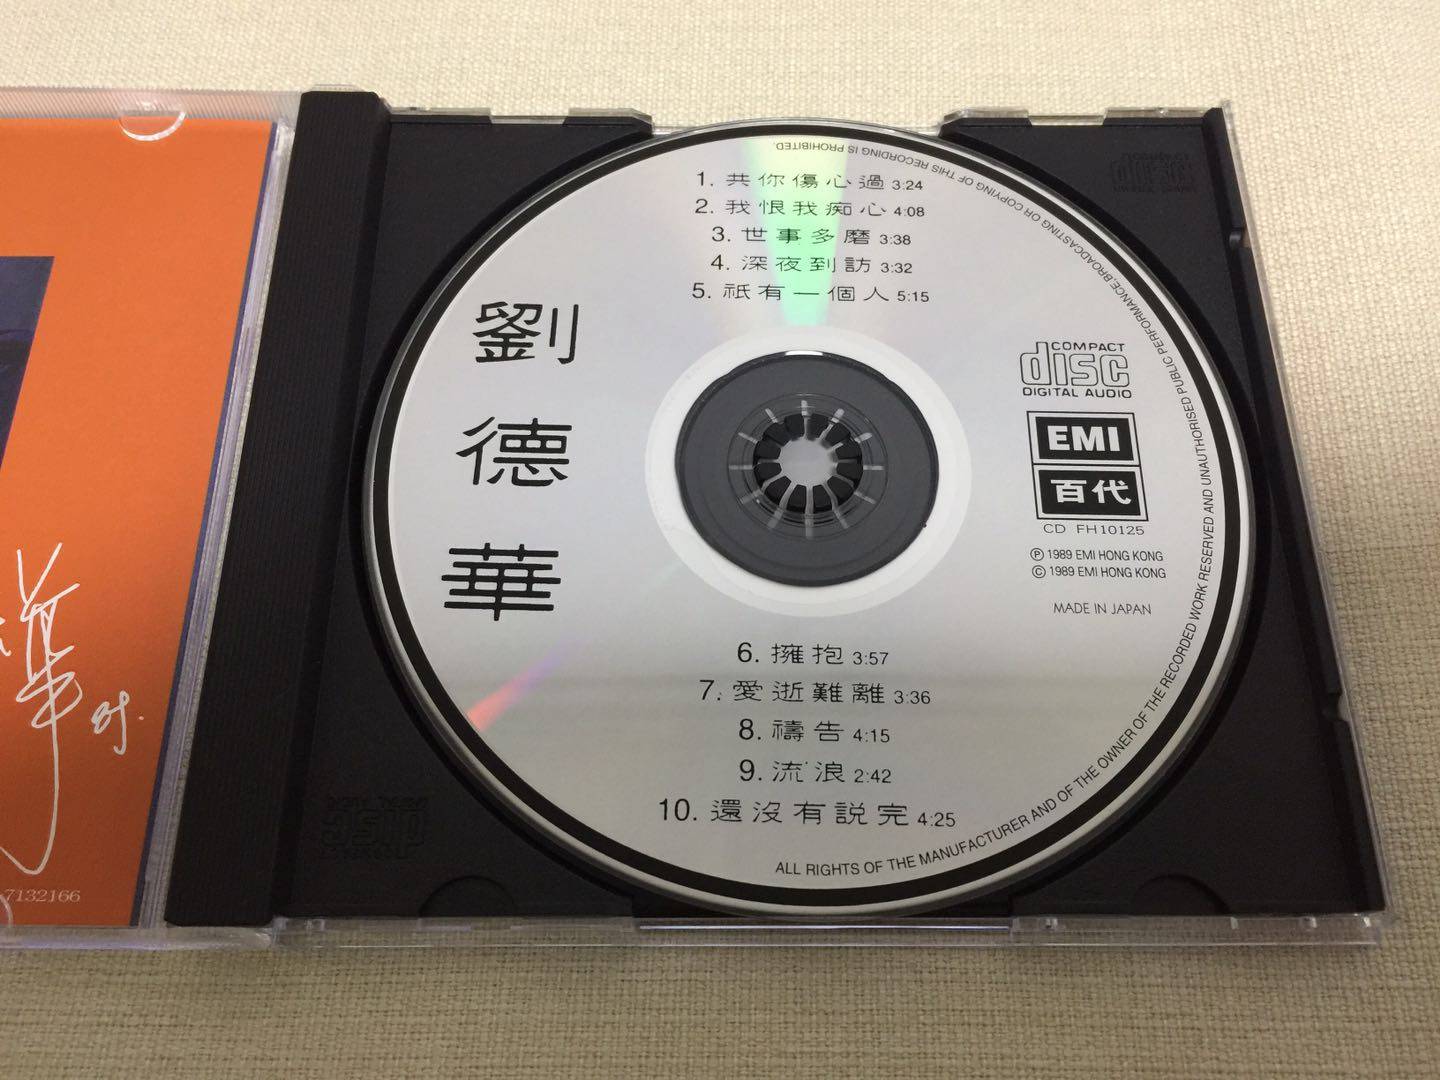 1. 共你傷心過 3:24
2. 我恨我痴心 4:08
3. 世事多磨 3:38
4. 深夜到訪 3:32
5. 祇有一個人 5:15
劉德華
COMPACT
disc
DIGITAL AUDIO
EMI
百代
CD FH10125
Ⓟ 1989 EMI HONG KONG
© 1989 EMI HONG KONG
MADE IN JAPAN
6. 擁抱 3:57
7. 愛逝難離 3:36
8. 禱告 4:15
9. 流浪 2:42
10. 還沒有説完 4:25
ALL RIGHTS OF THE MANUFACTURER AND OF THE OWNER OF THE RECORDED WORK RESERVED AND UNAUTHORISED PUBLIC PERFORMANCE,BROADCASTING OR COPYING OF THIS RECORDING IS PROHIBITED.
華
89.
7132166